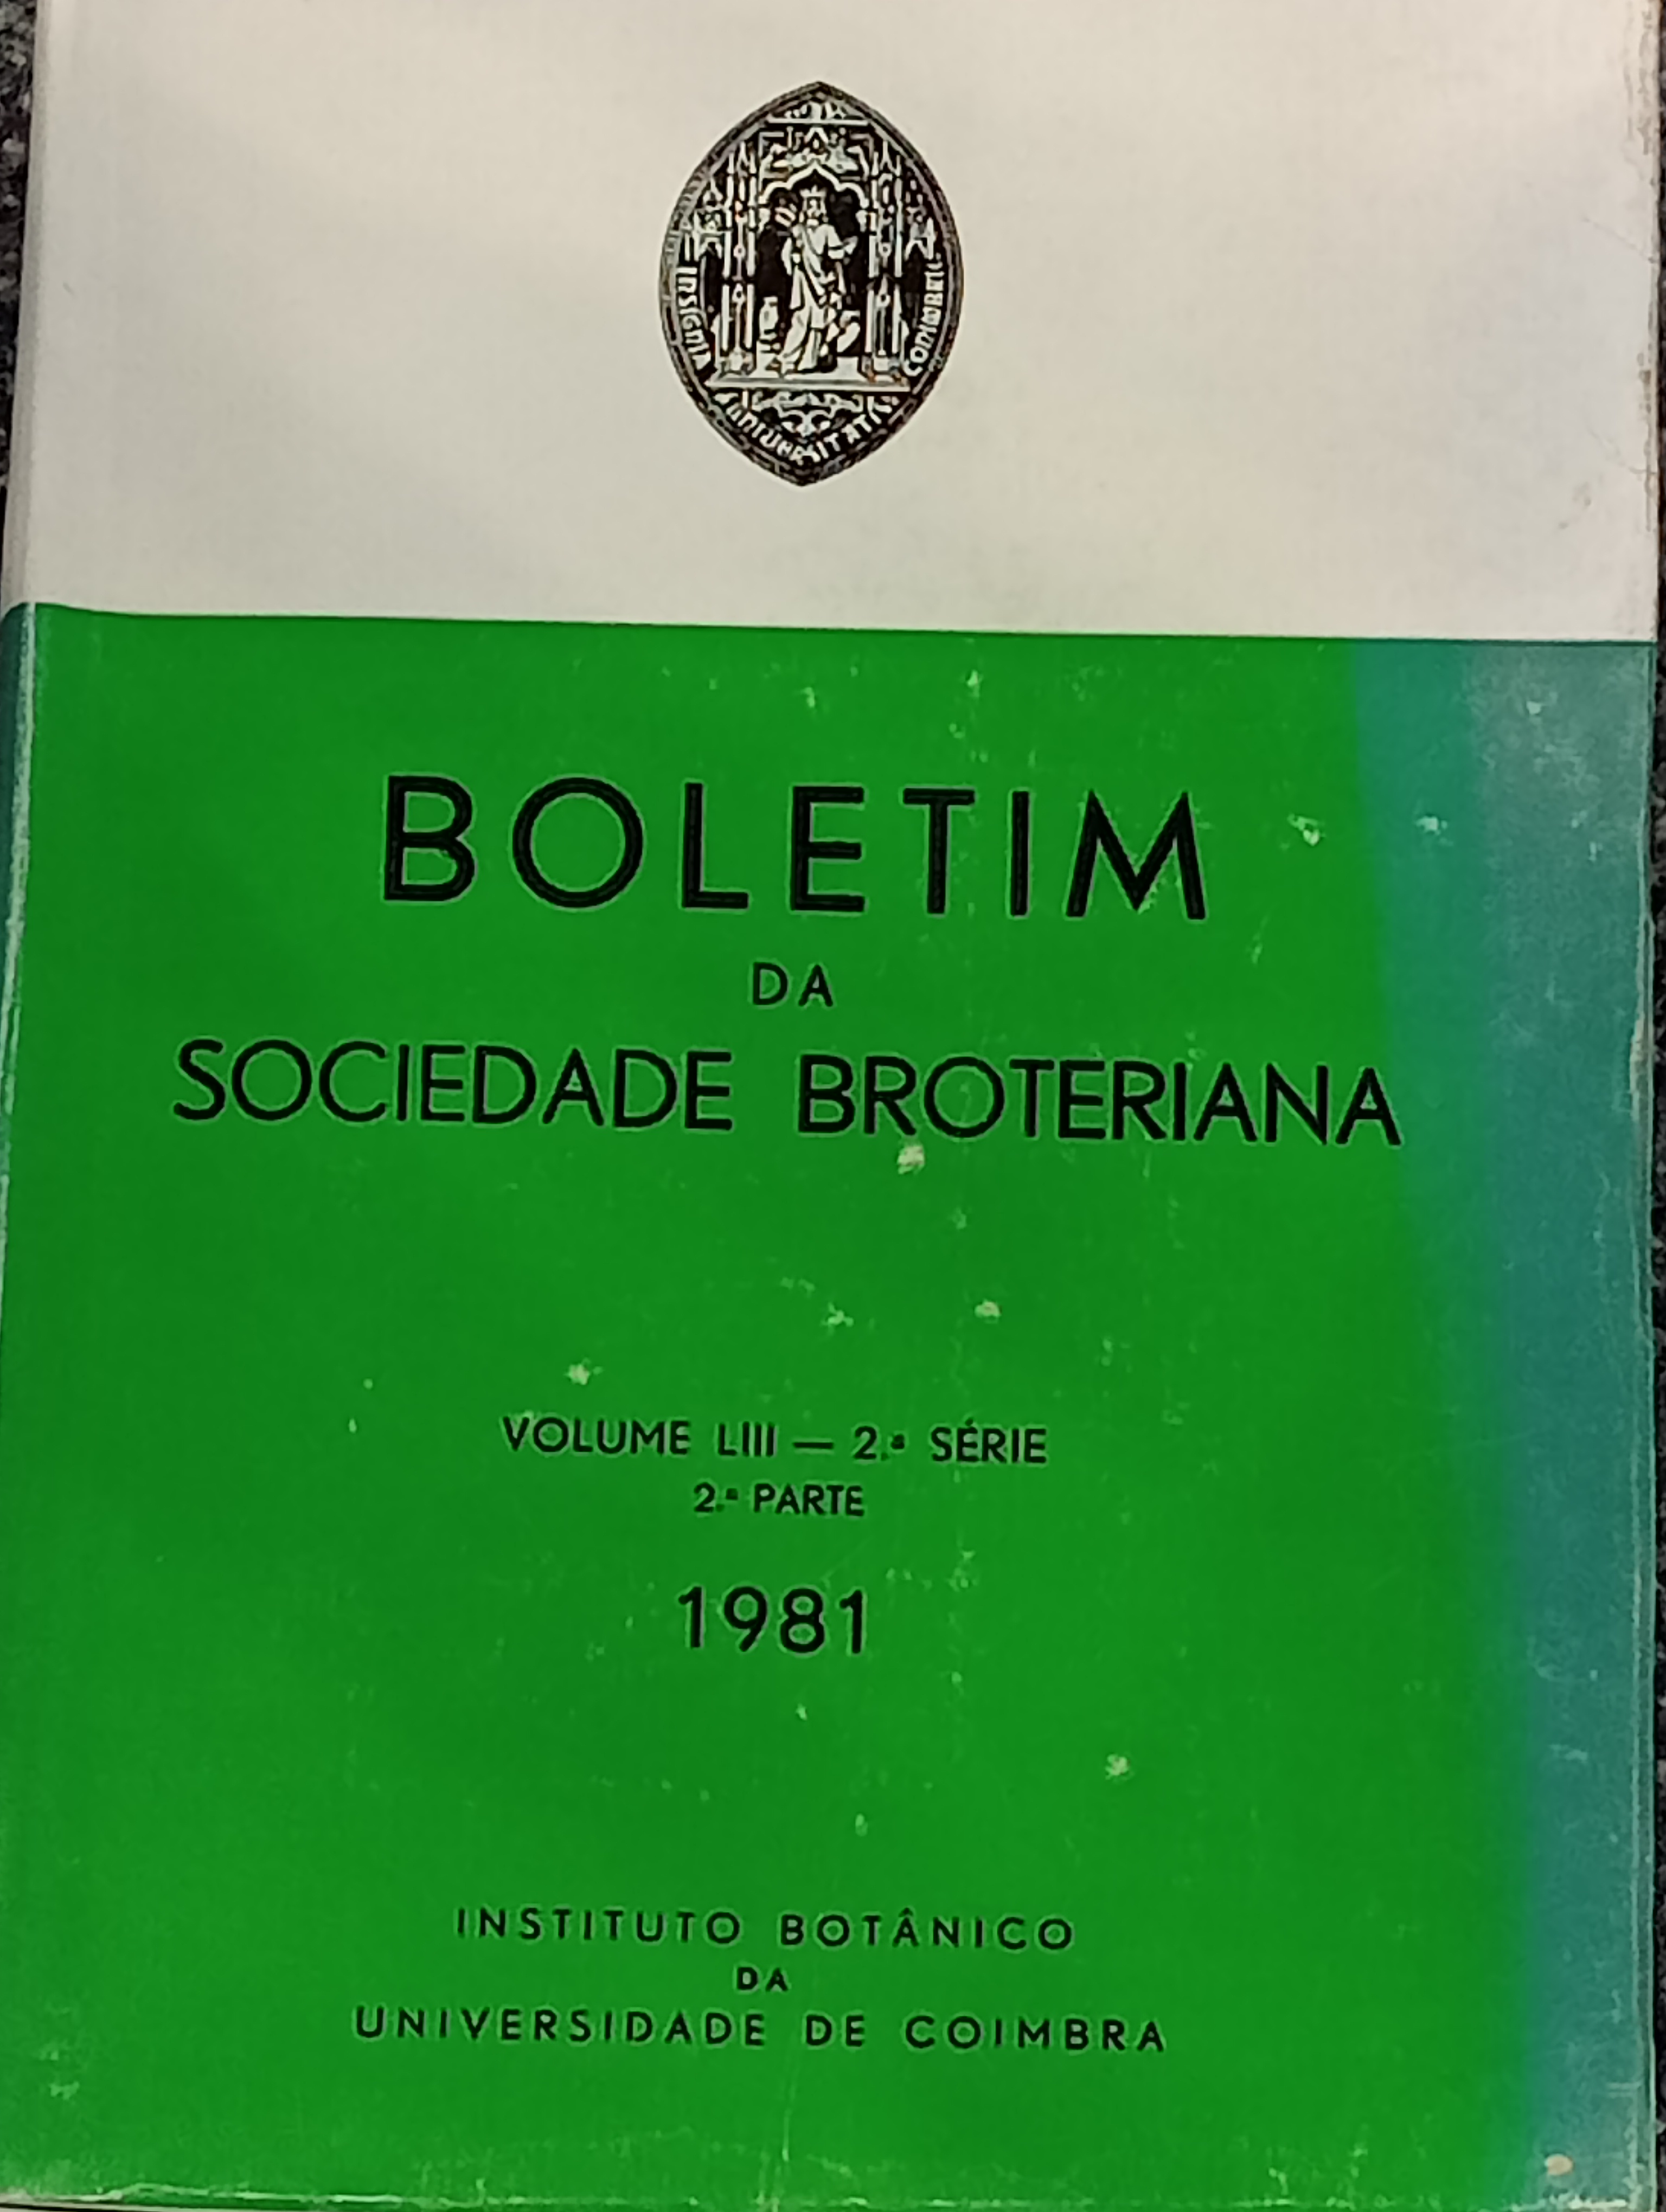 INSIGNIA
UNIVERSITATIS
CONIMBRIG
BOLETIM
DA
SOCIEDADE BROTERIANA
VOLUME LIII — 2.ª SÉRIE
2.ª PARTE
1981
INSTITUTO BOTÂNICO
DA
UNIVERSIDADE DE COIMBRA